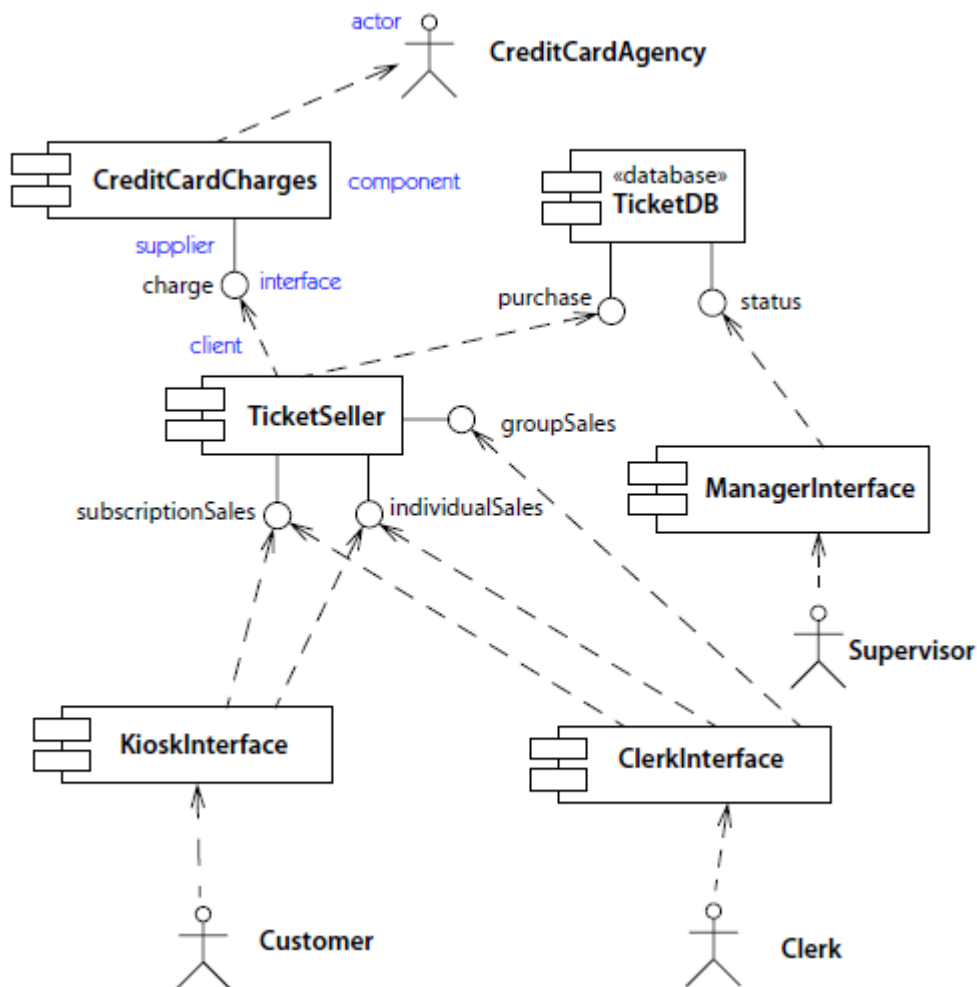 actor
CreditCardAgency
CreditCardCharges
component
«database»
TicketDB
supplier
charge
interface
purchase
status
client
TicketSeller
groupSales
ManagerInterface
subscriptionSales
individualSales
Supervisor
KioskInterface
ClerkInterface
Customer
Clerk